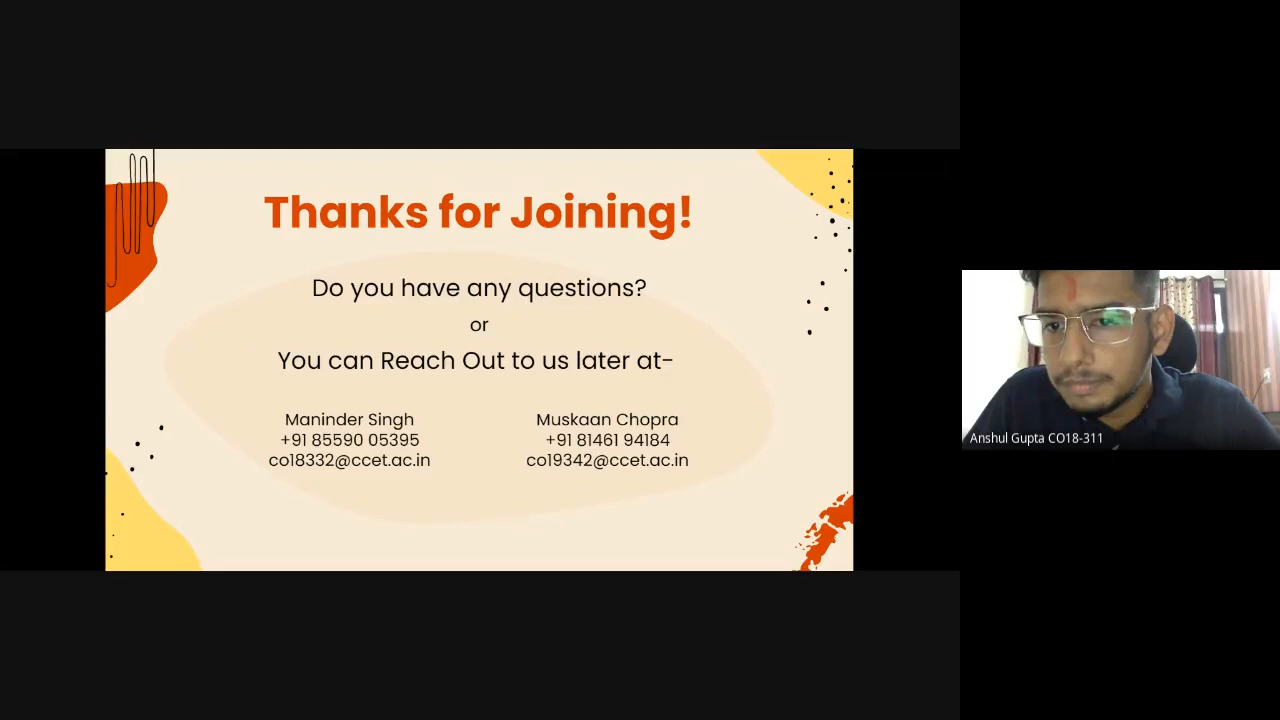 Thanks for Joining!
Do you have any questions?
or
You can Reach Out to us later at-
Maninder Singh
+91 85590 05395
co18332@ccet.ac.in
Muskaan Chopra
+91 81461 94184
co19342@ccet.ac.in
Anshul Gupta CO18-311